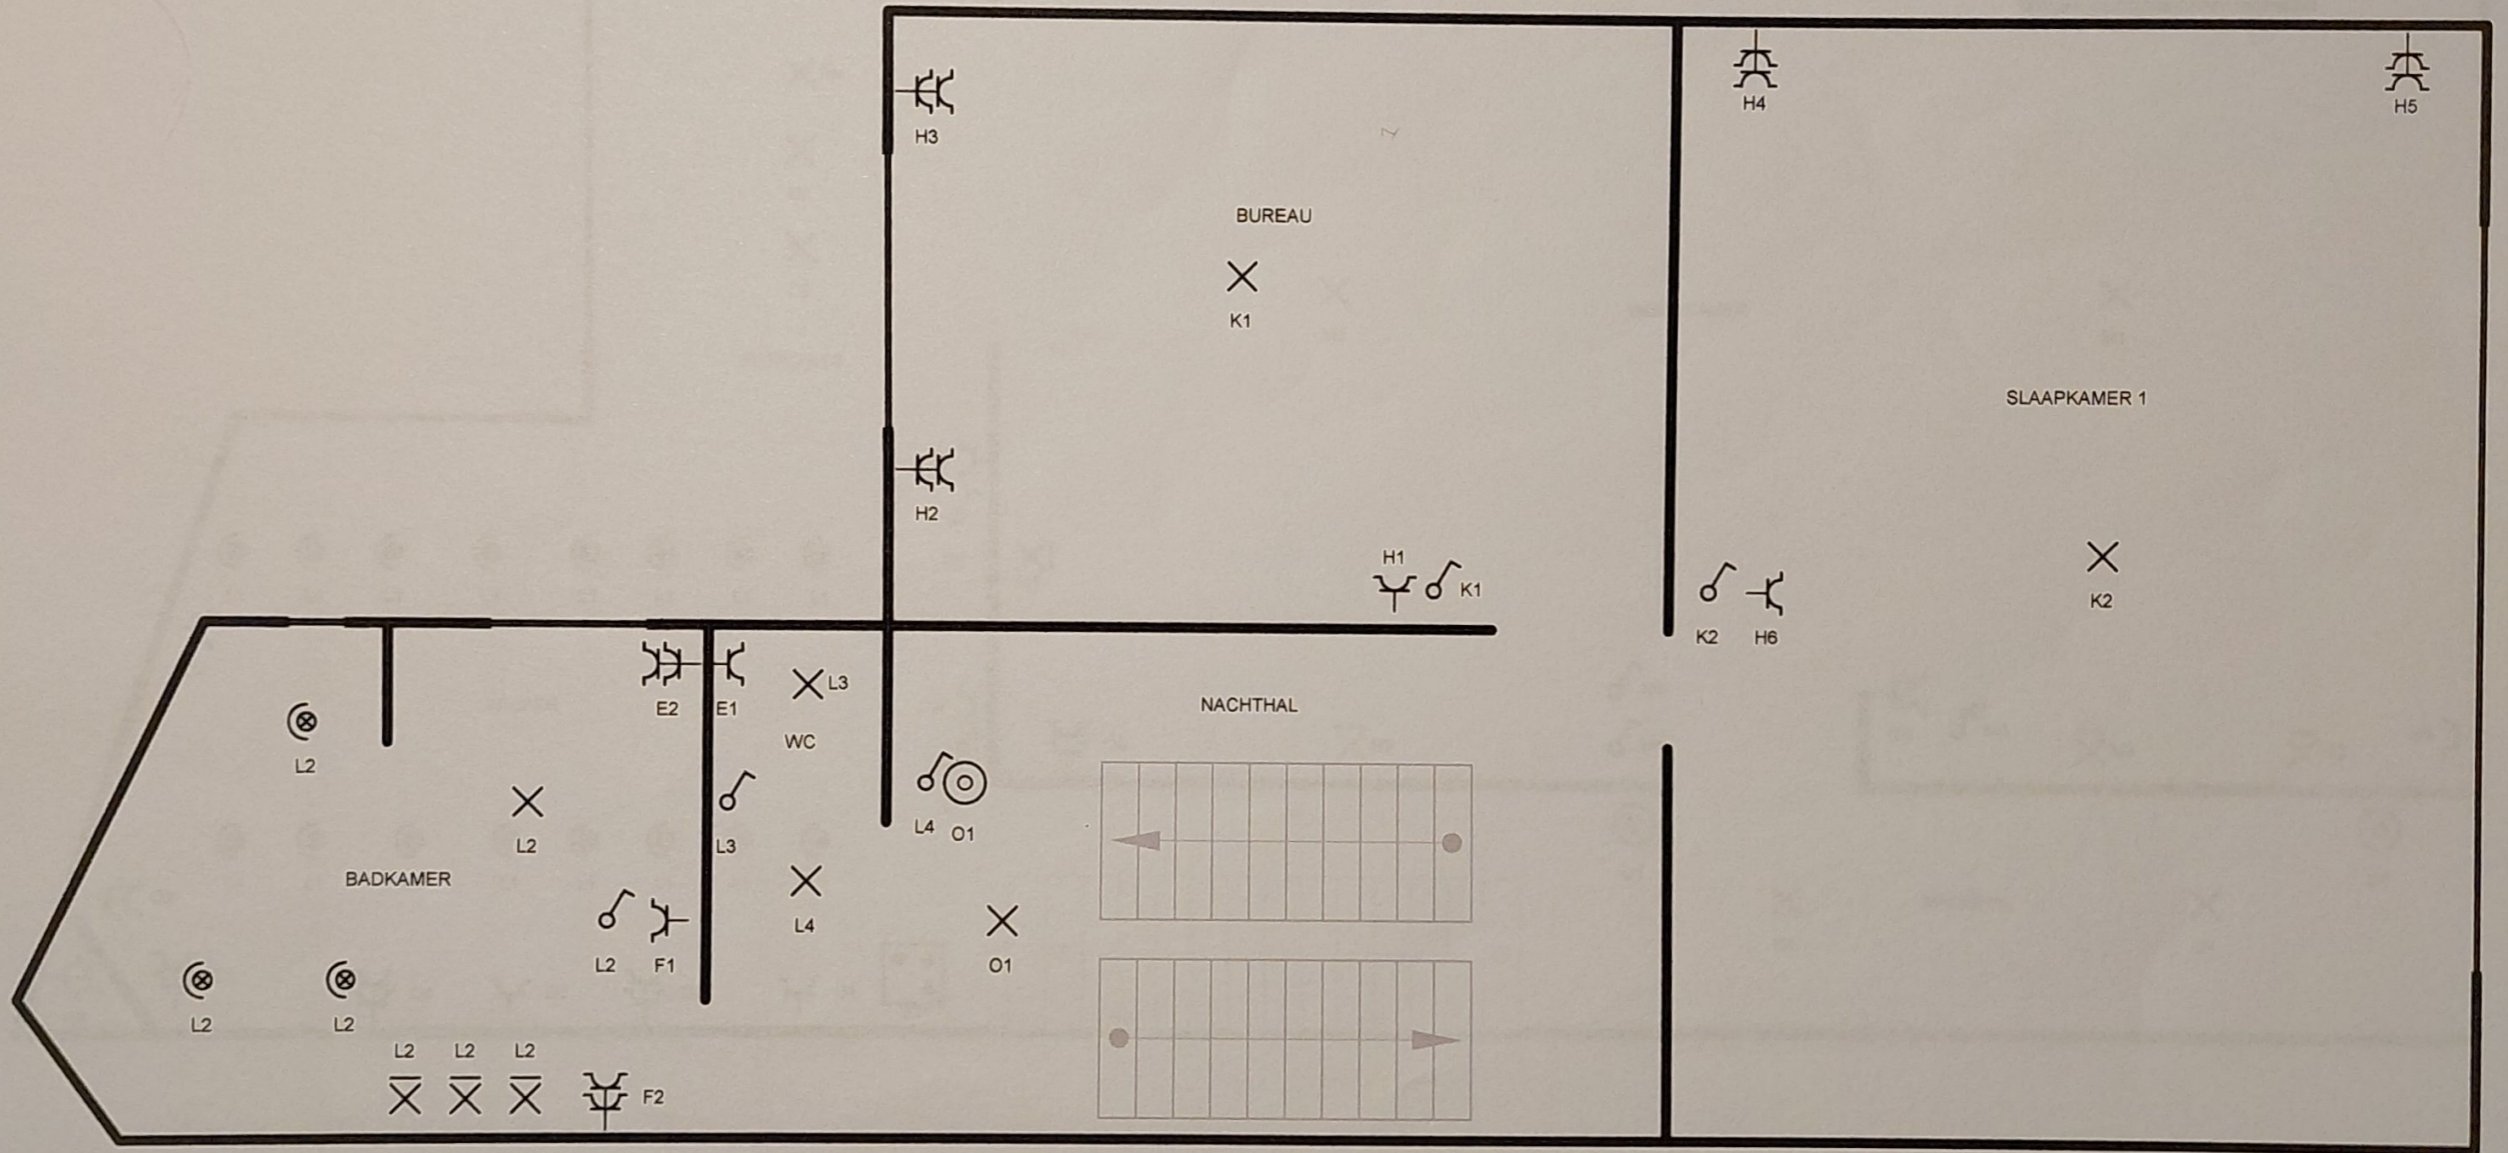 H3
H4
H5
BUREAU
K1
SLAAPKAMER 1
H2
H1
K1
K2
H6
K2
E2
E1
L3
WC
NACHTHAL
L2
L2
L3
L4
O1
BADKAMER
L4
L2
F1
O1
L2
L2
L2
L2
L2
F2